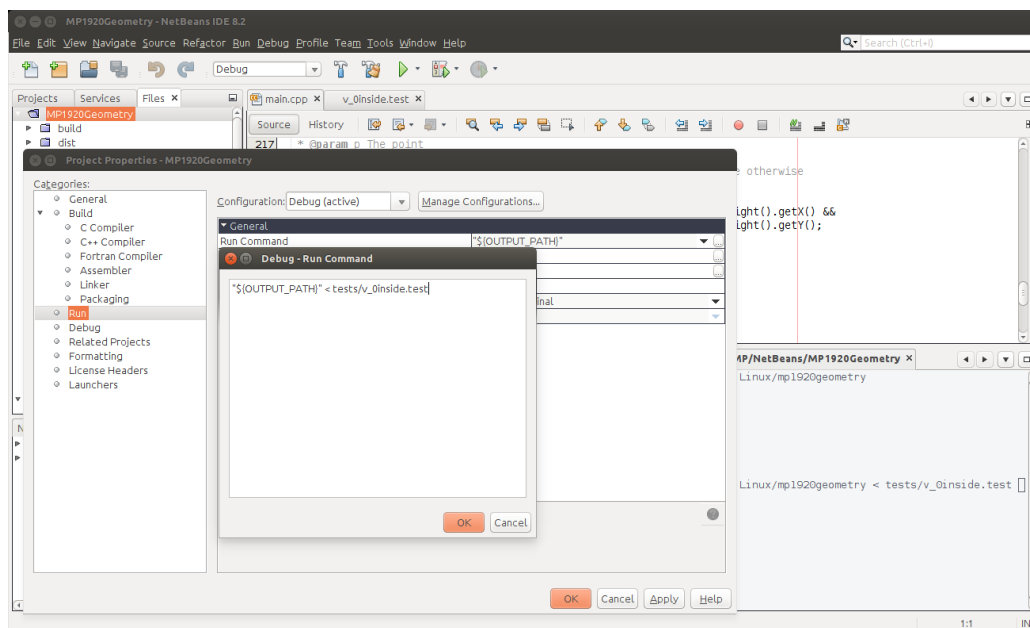 MP1920Geometry - NetBeans IDE 8.2
File Edit View Navigate Source Refactor Run Debug Profile Team Tools Window Help
Search (Ctrl+I)
Debug
Projects Services Files × main.cpp × v_0inside.test ×
MP1920Geometry
build
dist
Source History
217 * @param p The point
Project Properties - MP1920Geometry
otherwise
Categories:
General
Build
C Compiler
C++ Compiler
Fortran Compiler
Assembler
Linker
Packaging
Run
Debug
Related Projects
Formatting
License Headers
Launchers
Configuration: Debug (active) Manage Configurations...
General
Run Command "${OUTPUT_PATH}"
ight().getX() &&
ight().getY();
Debug - Run Command
"${OUTPUT_PATH}" < tests/v_0inside.test
inal
OK Cancel
MP/NetBeans/MP1920Geometry ×
Linux/mp1920geometry
Linux/mp1920geometry < tests/v_0inside.test
OK Cancel Apply Help
1:1 IN